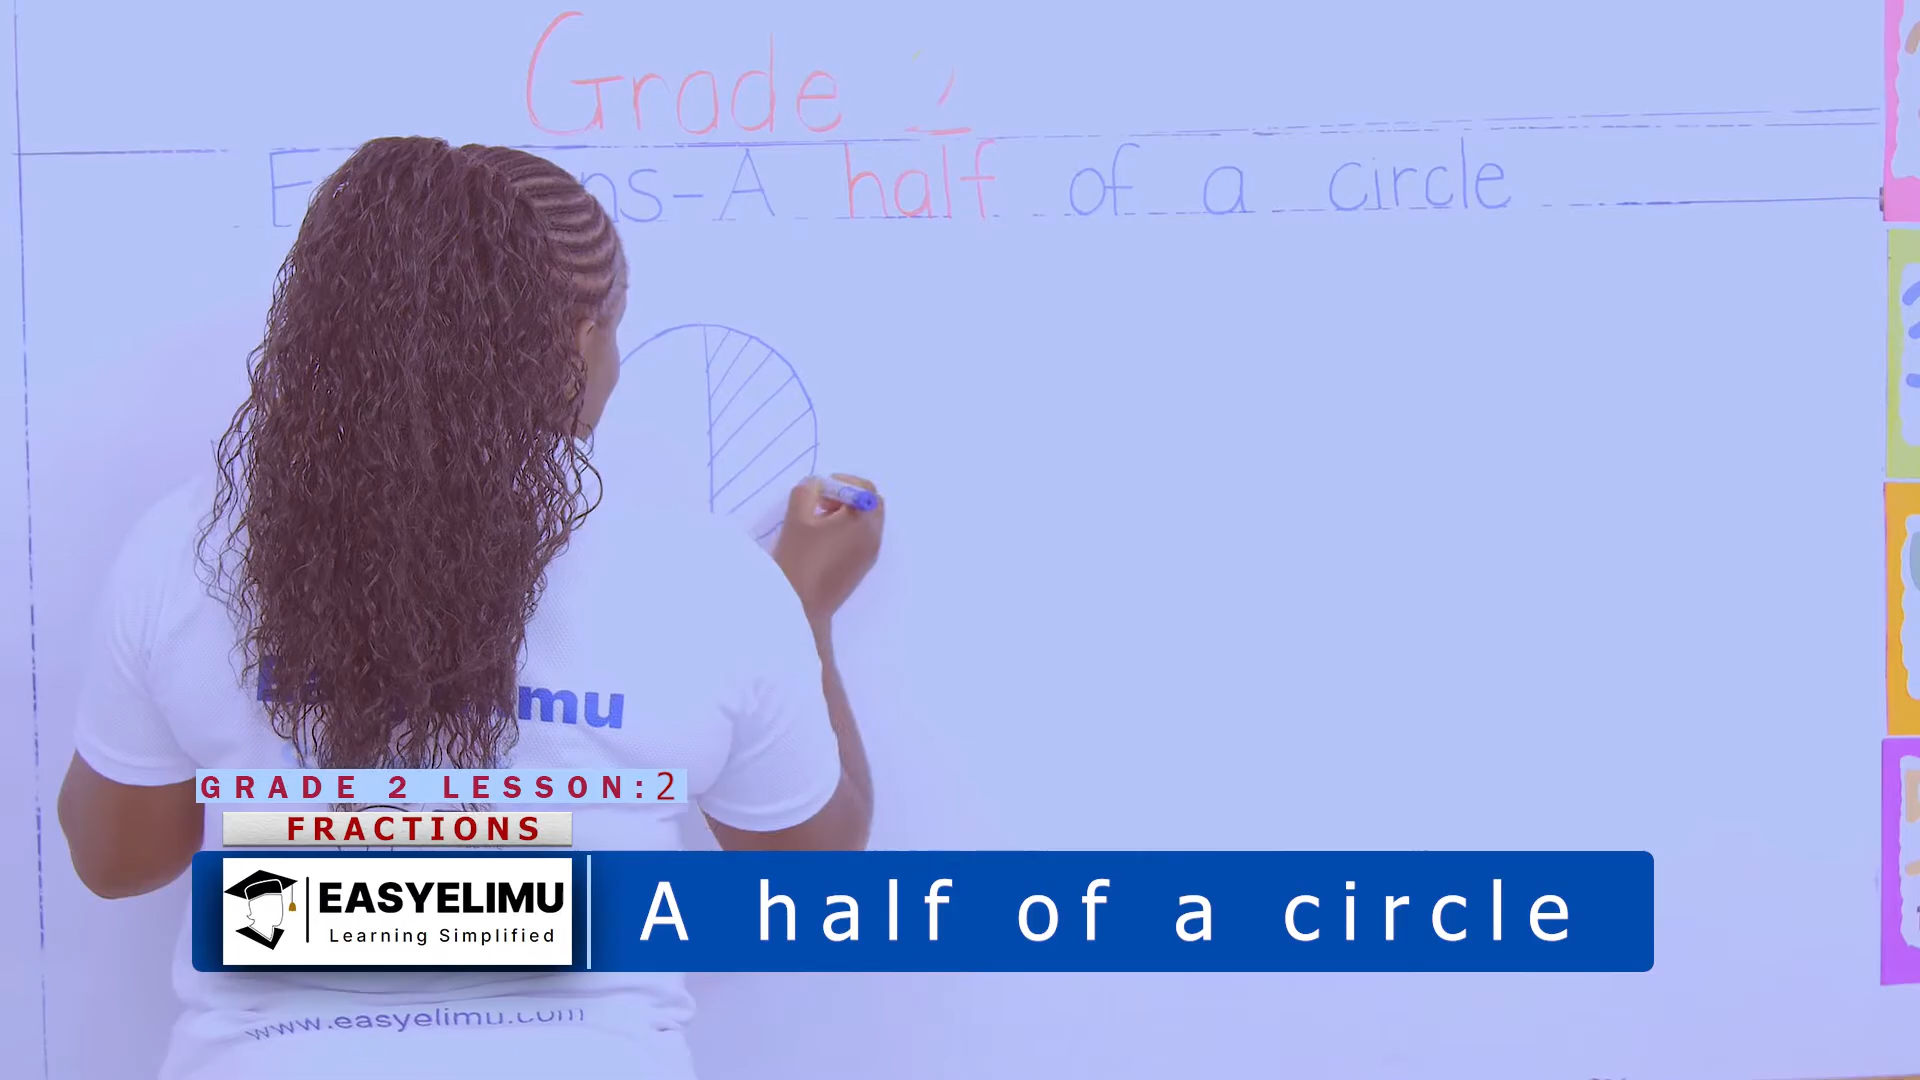 Grade 2
ns-A half of a circle
mu
GRADE 2 LESSON:2
FRACTIONS
EASYELIMU
Learning Simplified
A half of a circle
www.easyelimu.com